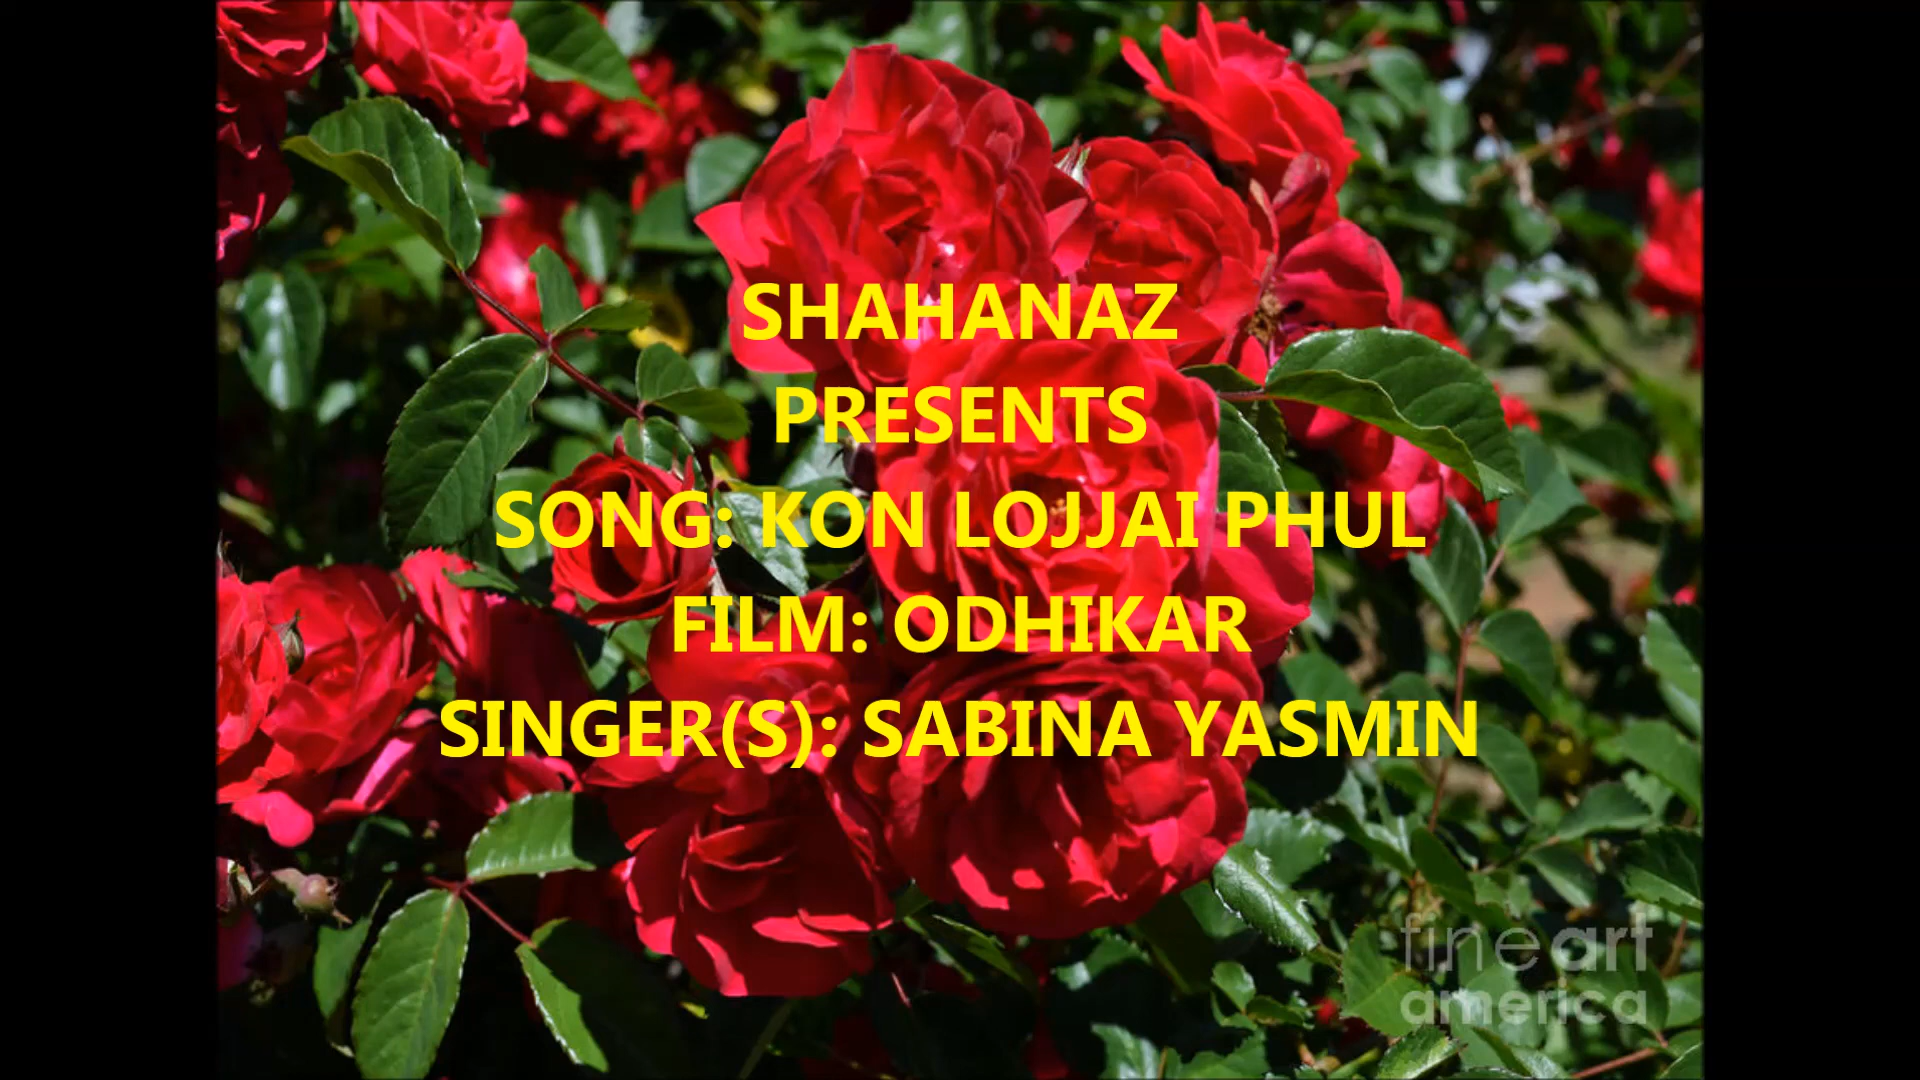 SHAHANAZ
PRESENTS
SONG: KON LOJJAI PHUL
FILM: ODHIKAR
SINGER(S): SABINA YASMIN
fineart
america